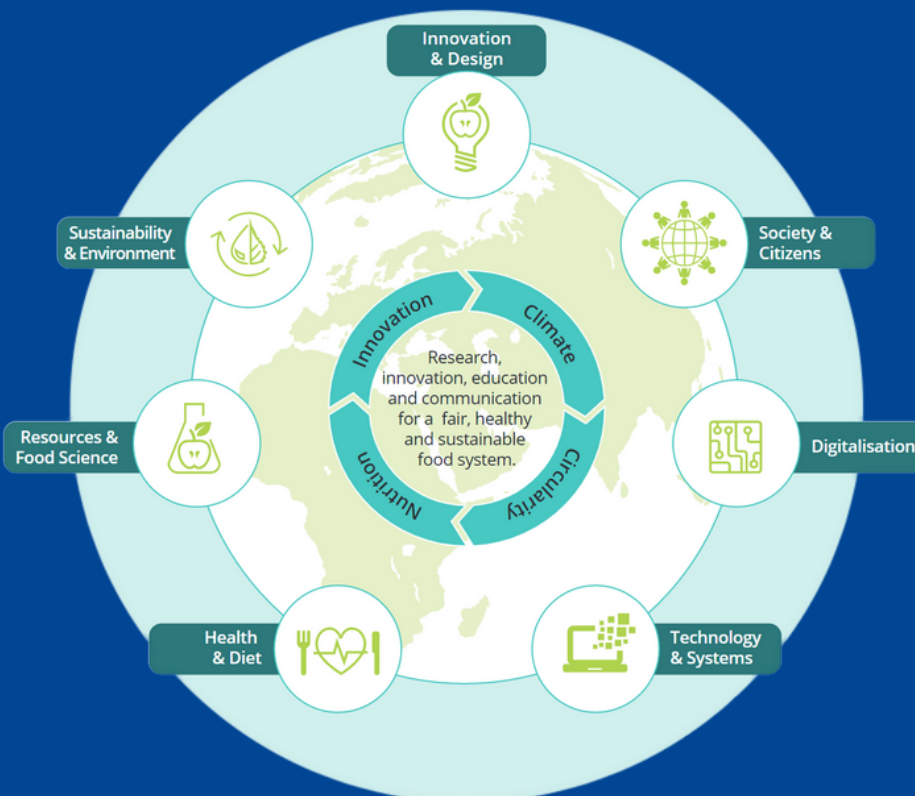 Innovation
& Design
Sustainability
& Environment
Society &
Citizens
Innovation
Climate
Research,
innovation, education
and communication
for a fair, healthy
and sustainable
food system.
Nutrition
Circularity
Resources &
Food Science
Digitalisation
Health
& Diet
Technology
& Systems